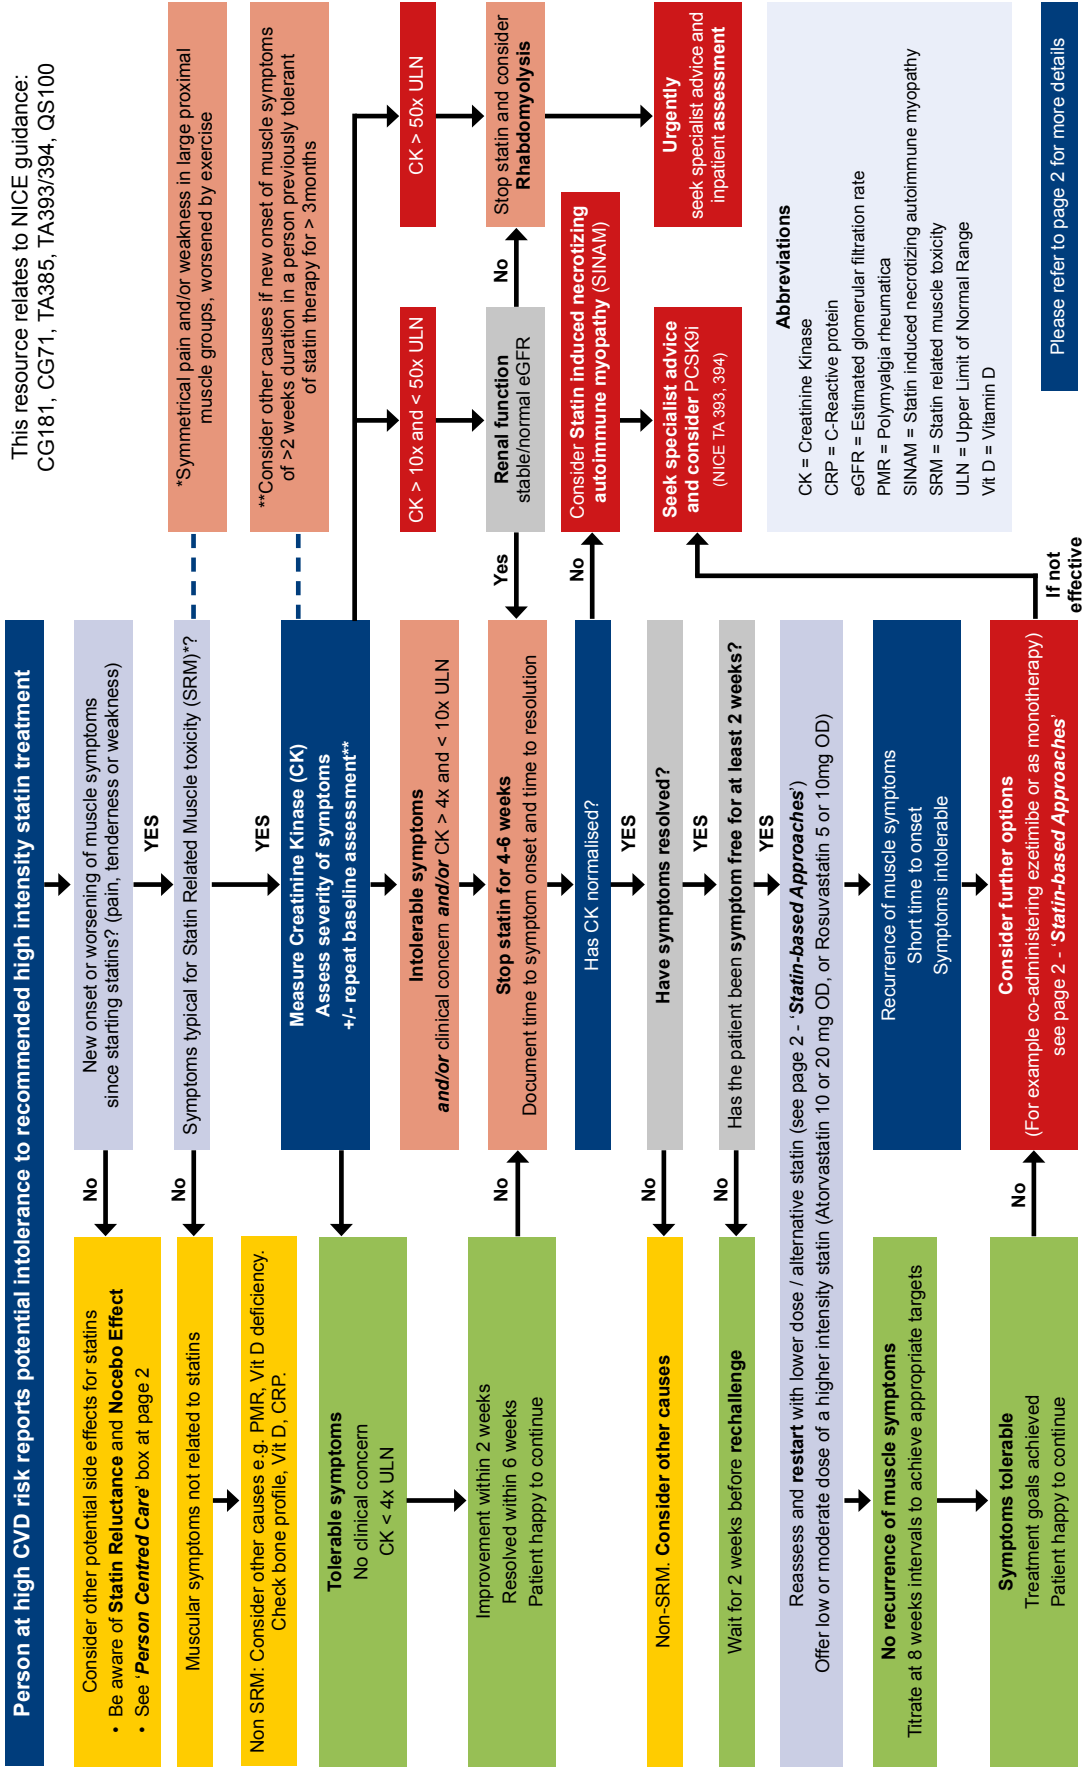 This resource relates to NICE guidance:
CG181, CG71, TA385, TA393/394, QS100
Person at high CVD risk reports potential intolerance to recommended high intensity statin treatment
New onset or worsening of muscle symptoms
since starting statins? (pain, tenderness or weakness)
No
Consider other potential side effects for statins
• Be aware of Statin Reluctance and Nocebo Effect
• See 'Person Centred Care' box at page 2
YES
Symptoms typical for Statin Related Muscle toxicity (SRM)*?
*Symmetrical pain and/or weakness in large proximal
muscle groups, worsened by exercise
No
Muscular symptoms not related to statins
Non SRM: Consider other causes e.g. PMR, Vit D deficiency.
Check bone profile, Vit D, CRP.
YES
Measure Creatinine Kinase (CK)
Assess severity of symptoms
+/- repeat baseline assessment**
**Consider other causes if new onset of muscle symptoms
of >2 weeks duration in a person previously tolerant
of statin therapy for > 3months
Tolerable symptoms
No clinical concern
CK < 4x ULN
Intolerable symptoms
and/or clinical concern and/or CK > 4x and < 10x ULN
CK > 10x and < 50x ULN
CK > 50x ULN
Improvement within 2 weeks
Resolved within 6 weeks
Patient happy to continue
No
Stop statin for 4-6 weeks
Document time to symptom onset and time to resolution
Yes
Renal function
stable/normal eGFR
No
Stop statin and consider
Rhabdomyolysis
Has CK normalised?
No
Consider Statin induced necrotizing
autoimmune myopathy (SINAM)
YES
Non-SRM. Consider other causes
No
Have symptoms resolved?
Seek specialist advice
and consider PCSK9i
(NICE TA 393, 394)
Urgently
seek specialist advice and
inpatient assessment
YES
Wait for 2 weeks before rechallenge
No
Has the patient been symptom free for at least 2 weeks?
YES
Reassess and restart with lower dose / alternative statin (see page 2 - 'Statin-based Approaches')
Offer low or moderate dose of a higher intensity statin (Atorvastatin 10 or 20 mg OD, or Rosuvastatin 5 or 10mg OD)
No recurrence of muscle symptoms
Titrate at 8 weeks intervals to achieve appropriate targets
Recurrence of muscle symptoms
Short time to onset
Symptoms intolerable
Symptoms tolerable
Treatment goals achieved
Patient happy to continue
No
Consider further options
(For example co-administering ezetimibe or as monotherapy)
see page 2 - 'Statin-based Approaches'
If not
effective
Abbreviations
CK = Creatinine Kinase
CRP = C-Reactive protein
eGFR = Estimated glomerular filtration rate
PMR = Polymyalgia rheumatica
SINAM = Statin induced necrotizing autoimmune myopathy
SRM = Statin related muscle toxicity
ULN = Upper Limit of Normal Range
Vit D = Vitamin D
Please refer to page 2 for more details